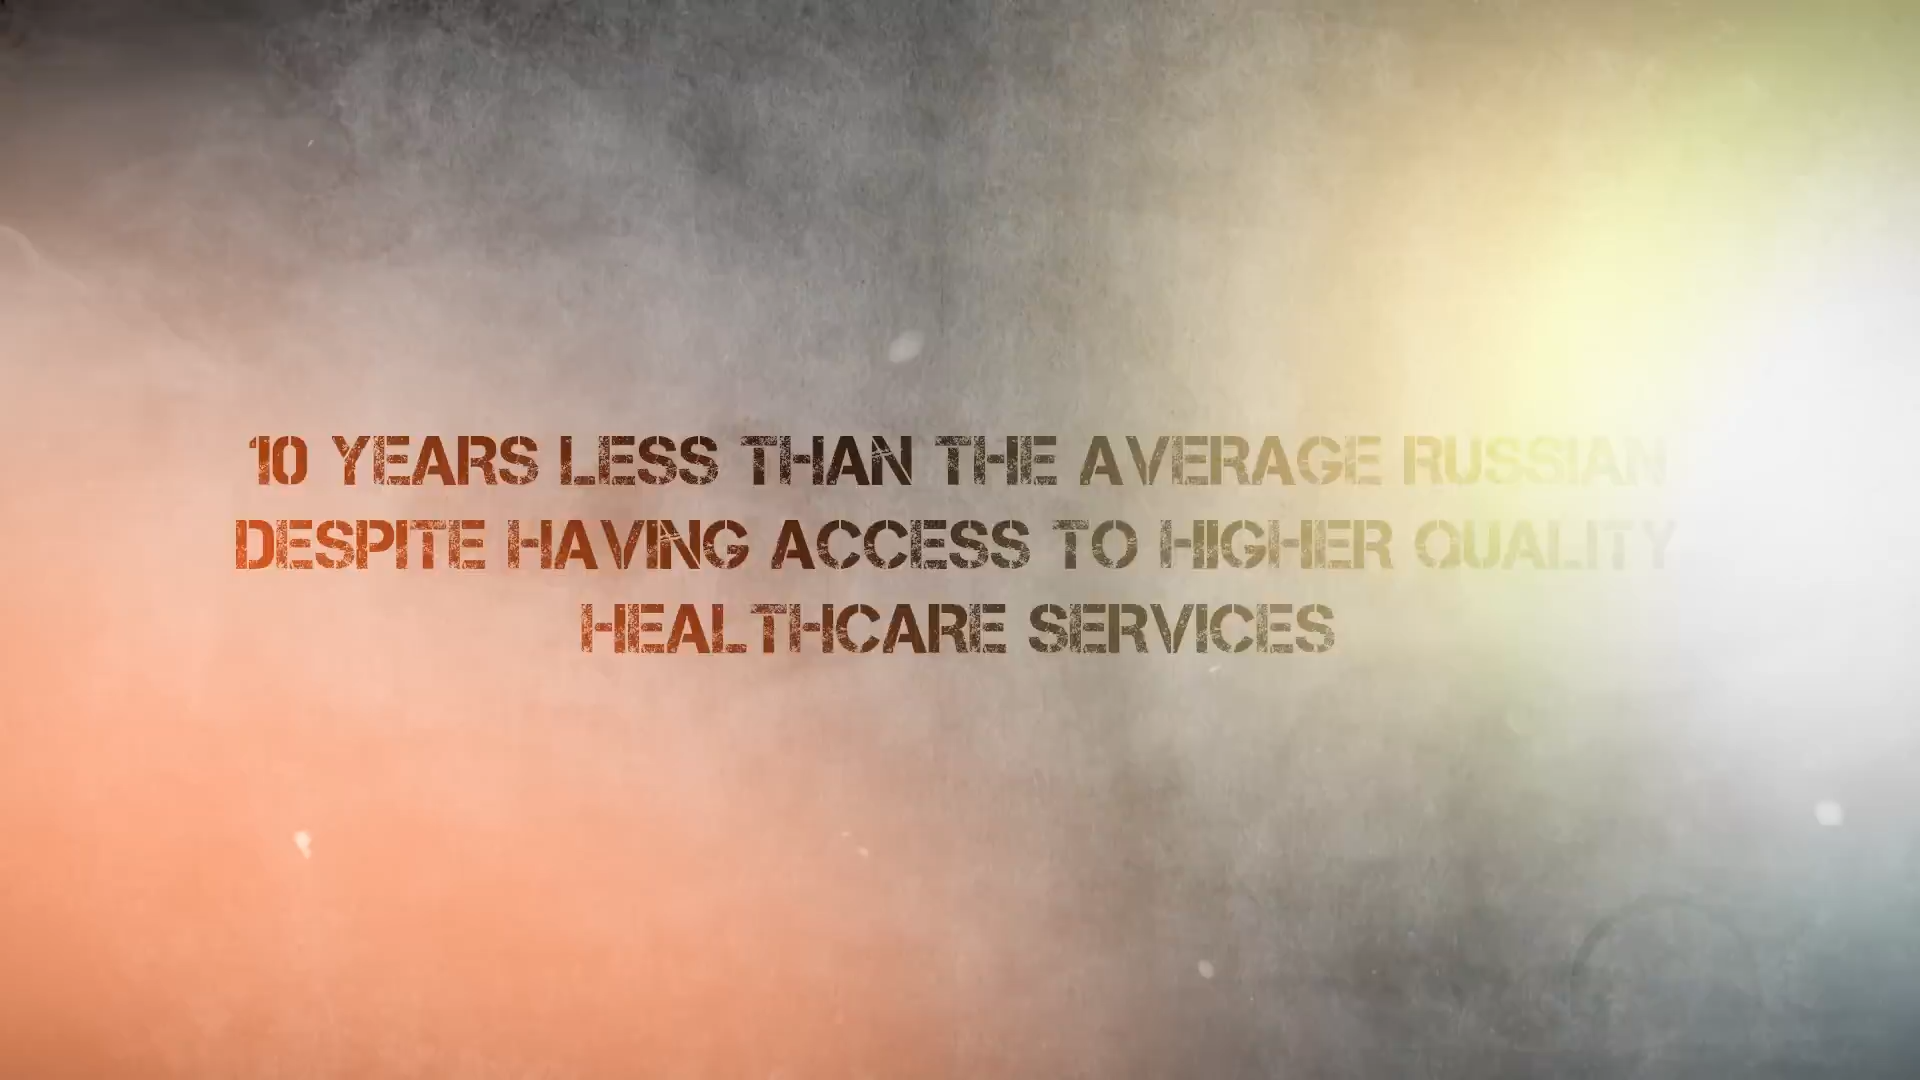 10 YEARS LESS THAN THE AVERAGE RUSSIAN
DESPITE HAVING ACCESS TO HIGHER QUALITY
HEALTHCARE SERVICES